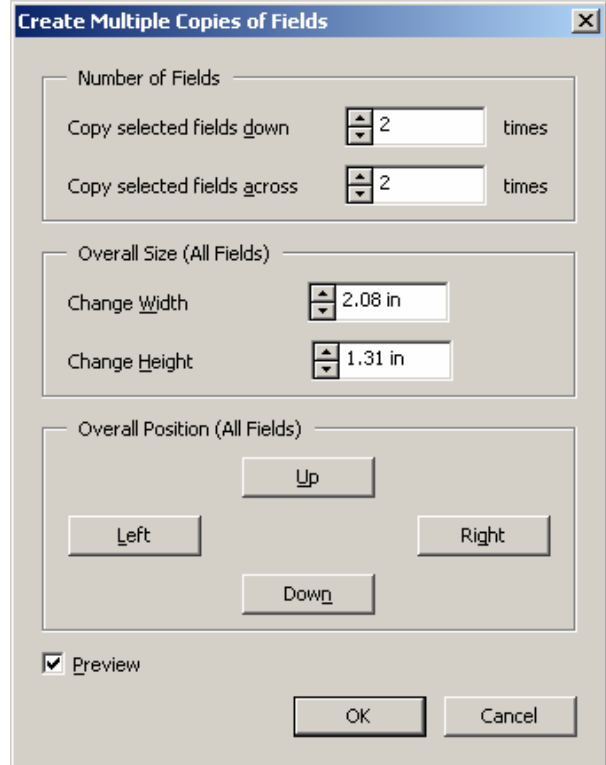 Create Multiple Copies of Fields
Number of Fields
Copy selected fields down 2 times
Copy selected fields across 2 times
Overall Size (All Fields)
Change Width 2.08 in
Change Height 1.31 in
Overall Position (All Fields)
Up
Left Right
Down
Preview
OK Cancel